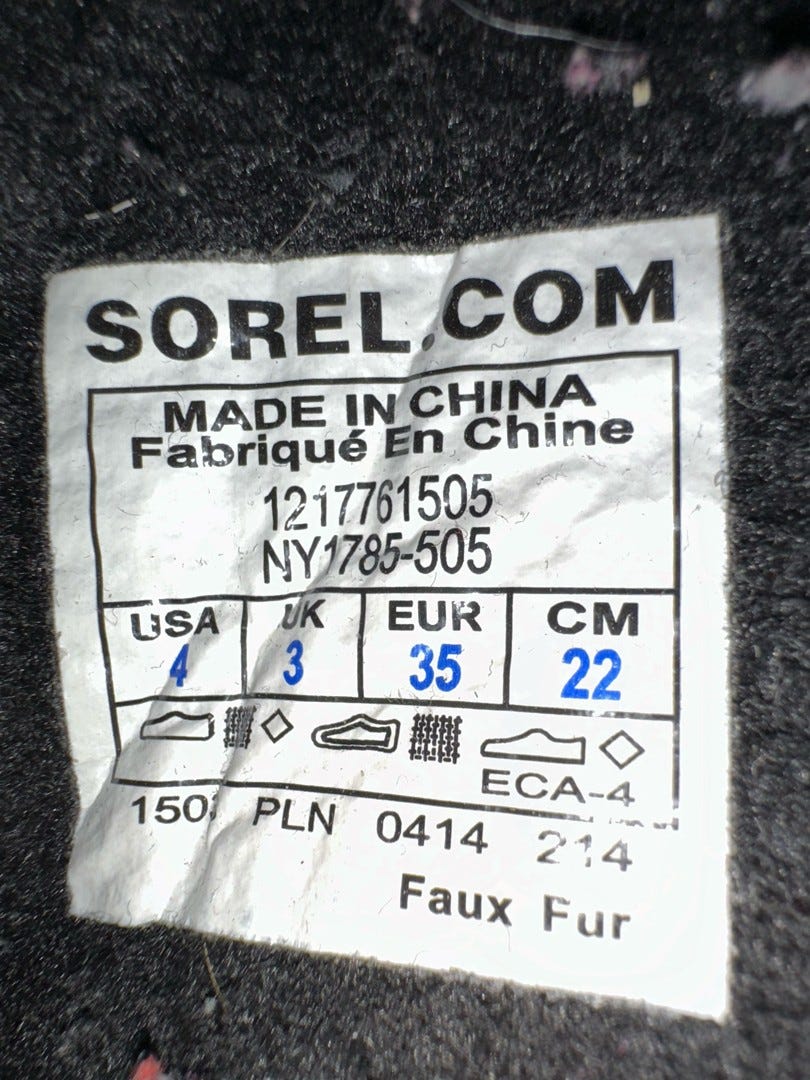 SOREL.COM
MADE IN CHINA
Fabriqué En Chine
1217761505
NY1785-505
USA UK EUR CM
4 3 35 22
ECA-4
PLN 0414 214
Faux Fur